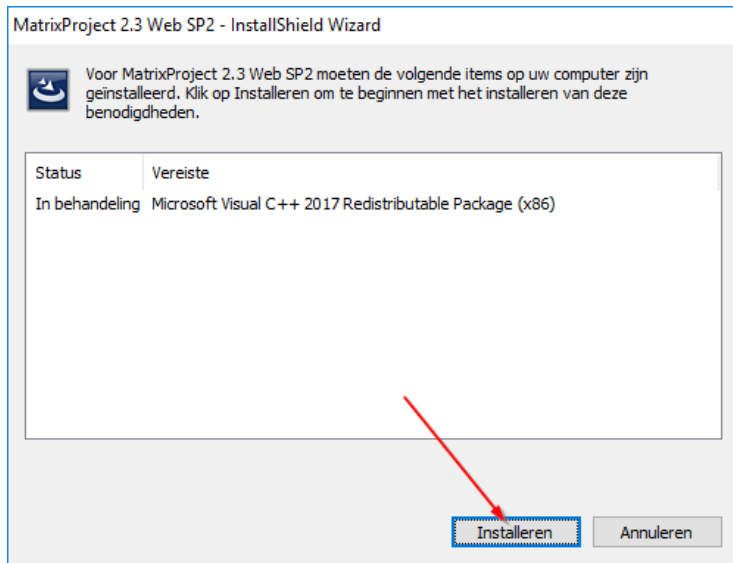 MatrixProject 2.3 Web SP2 - InstallShield Wizard
Voor MatrixProject 2.3 Web SP2 moeten de volgende items op uw computer zijn
geïnstalleerd. Klik op Installeren om te beginnen met het installeren van deze
benodigdheden.
Status Vereiste
In behandeling Microsoft Visual C++ 2017 Redistributable Package (x86)
Installeren Annuleren